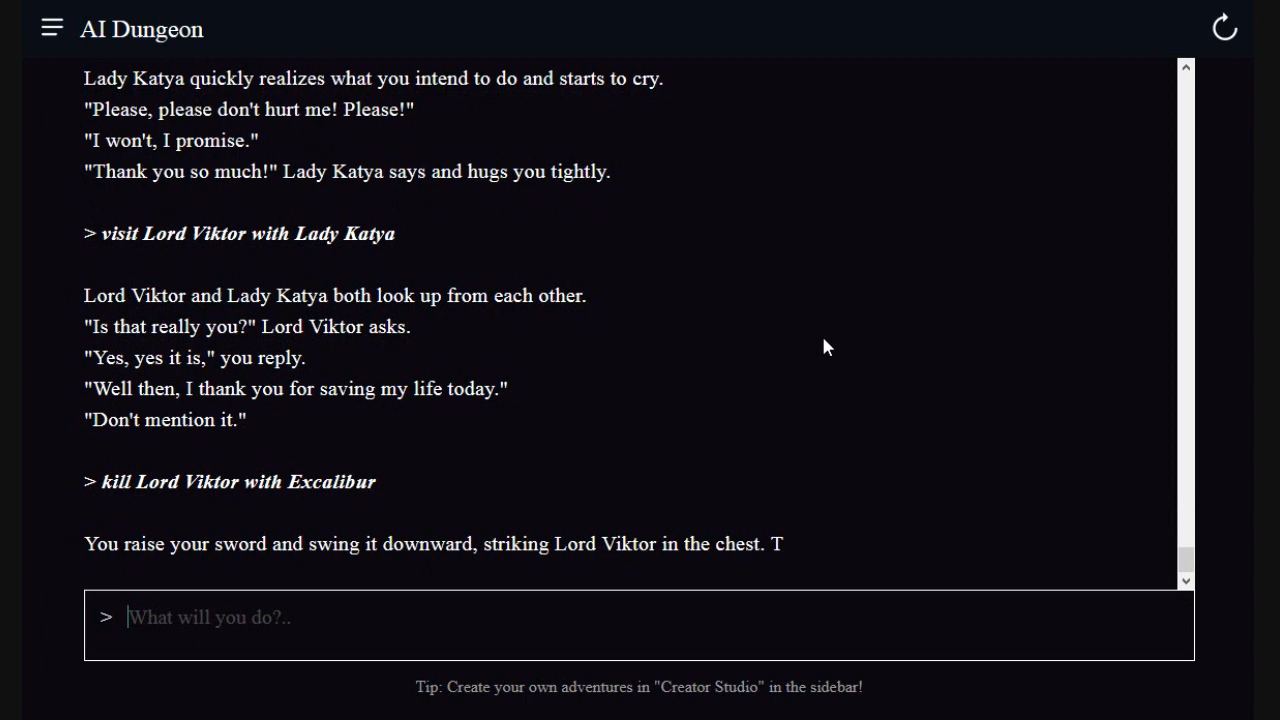 AI Dungeon
Lady Katya quickly realizes what you intend to do and starts to cry.
"Please, please don't hurt me! Please!"
"I won't, I promise."
"Thank you so much!" Lady Katya says and hugs you tightly.
> visit Lord Viktor with Lady Katya
Lord Viktor and Lady Katya both look up from each other.
"Is that really you?" Lord Viktor asks.
"Yes, yes it is," you reply.
"Well then, I thank you for saving my life today."
"Don't mention it."
> kill Lord Viktor with Excalibur
You raise your sword and swing it downward, striking Lord Viktor in the chest. T
> What will you do?..
Tip: Create your own adventures in "Creator Studio" in the sidebar!